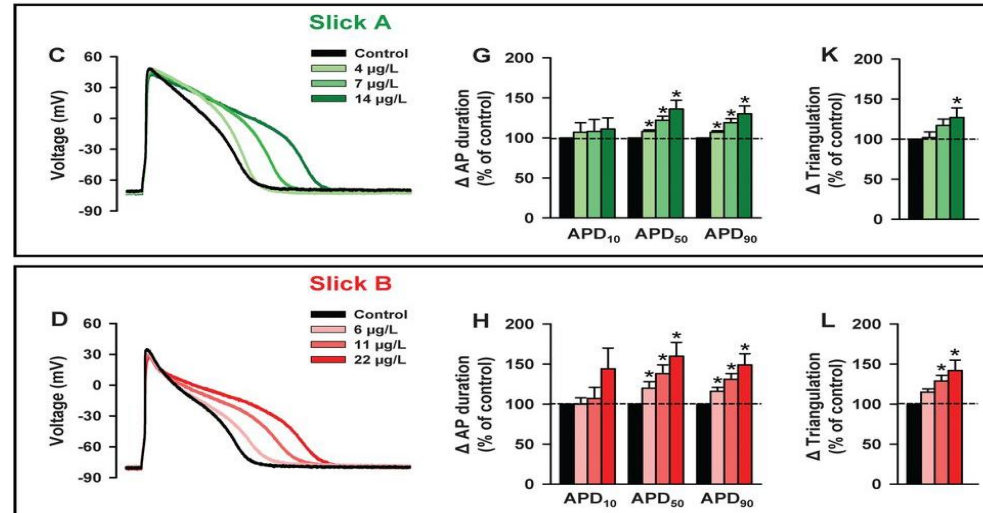 Slick A
C
60
30
0
-30
-60
-90
Voltage (mV)
Control
4 µg/L
7 µg/L
14 µg/L
G
200
150
100
50
0
Δ AP duration
(% of control)
* * * * * *
APD10 APD50 APD90
K
200
150
100
50
0
Δ Triangulation
(% of control)
*
Slick B
D
60
30
0
-30
-60
-90
Voltage (mV)
Control
6 µg/L
11 µg/L
22 µg/L
H
200
150
100
50
0
Δ AP duration
(% of control)
* * * * * *
APD10 APD50 APD90
L
200
150
100
50
0
Δ Triangulation
(% of control)
* *